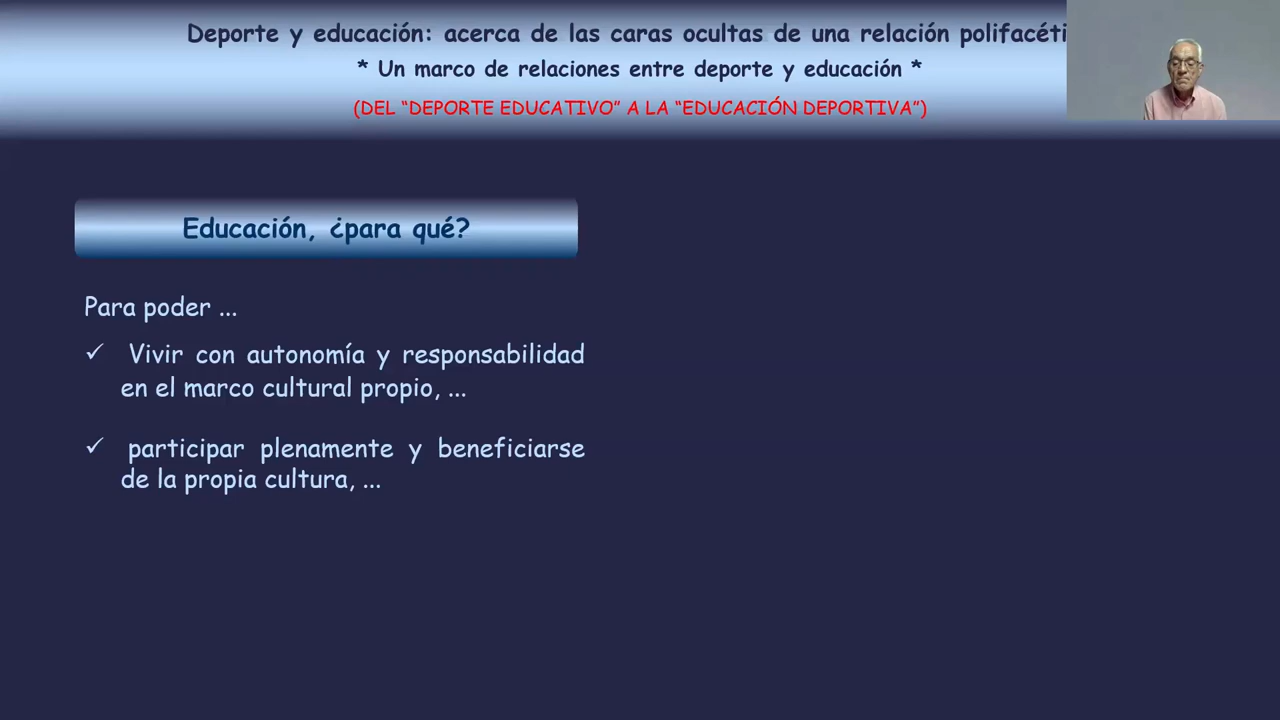 Deporte y educación: acerca de las caras ocultas de una relación polifacéti
* Un marco de relaciones entre deporte y educación *
(DEL “DEPORTE EDUCATIVO” A LA “EDUCACIÓN DEPORTIVA”)
Educación, ¿para qué?
Para poder ...
✓ Vivir con autonomía y responsabilidad
en el marco cultural propio, ...
✓ participar plenamente y beneficiarse
de la propia cultura, ...